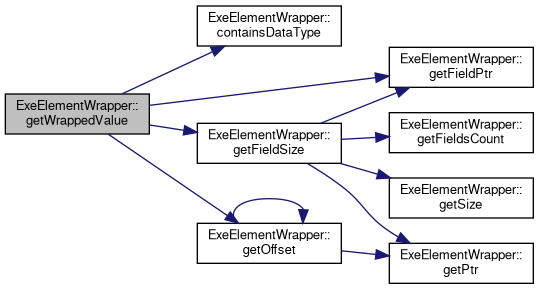 ExeElementWrapper::
getWrappedValue
ExeElementWrapper::
containsDataType
ExeElementWrapper::
getFieldPtr
ExeElementWrapper::
getFieldSize
ExeElementWrapper::
getFieldsCount
ExeElementWrapper::
getSize
ExeElementWrapper::
getOffset
ExeElementWrapper::
getPtr